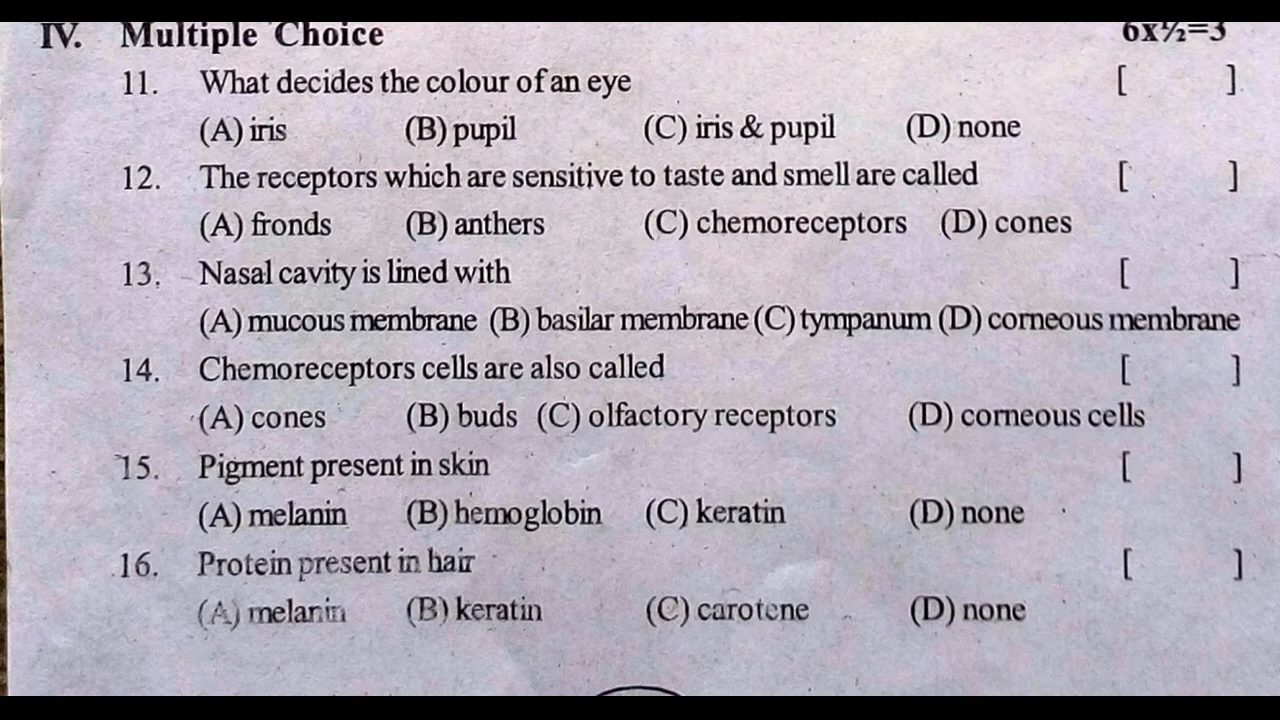 IV. Multiple Choice 6x½=3
11. What decides the colour of an eye [ ]
(A) iris (B) pupil (C) iris & pupil (D) none
12. The receptors which are sensitive to taste and smell are called [ ]
(A) fronds (B) anthers (C) chemoreceptors (D) cones
13. Nasal cavity is lined with [ ]
(A) mucous membrane (B) basilar membrane (C) tympanum (D) corneous membrane
14. Chemoreceptors cells are also called [ ]
(A) cones (B) buds (C) olfactory receptors (D) corneous cells
15. Pigment present in skin [ ]
(A) melanin (B) hemoglobin (C) keratin (D) none
16. Protein present in hair [ ]
(A) melanin (B) keratin (C) carotene (D) none